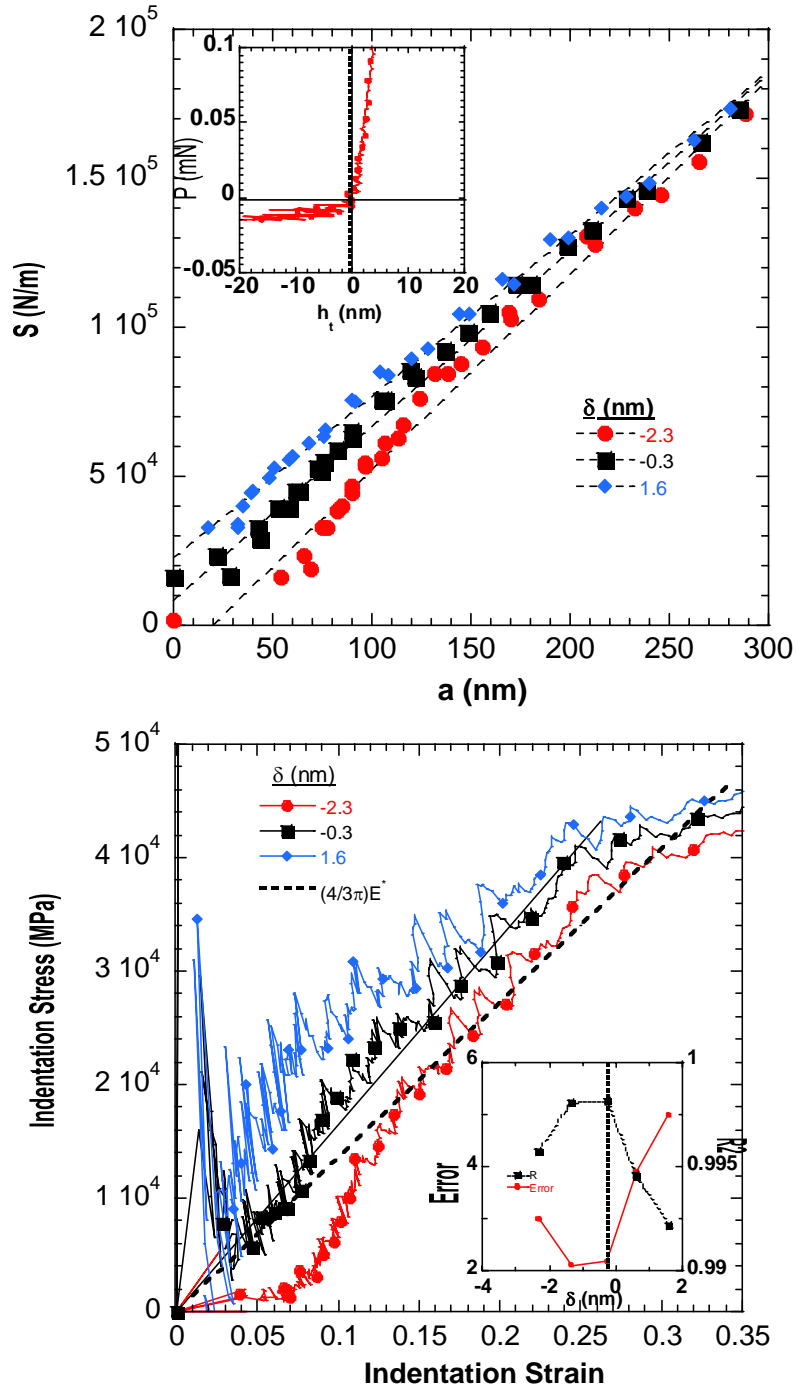 2 10⁵
1.5 10⁵
1 10⁵
5 10⁴
0
S (N/m)
0 50 100 150 200 250 300
a (nm)
0.1
0.05
0
-0.05
P (mN)
-20 -10 0 10 20
h_t (nm)
δ (nm)
-2.3
-0.3
1.6
5 10⁴
4 10⁴
3 10⁴
2 10⁴
1 10⁴
0
Indentation Stress (MPa)
0 0.05 0.1 0.15 0.2 0.25 0.3 0.35
Indentation Strain
δ (nm)
-2.3
-0.3
1.6
(4/3π)E*
6
4
2
Error
R
Error
1
0.995
0.99
-4 -2 0 2
δ (nm)